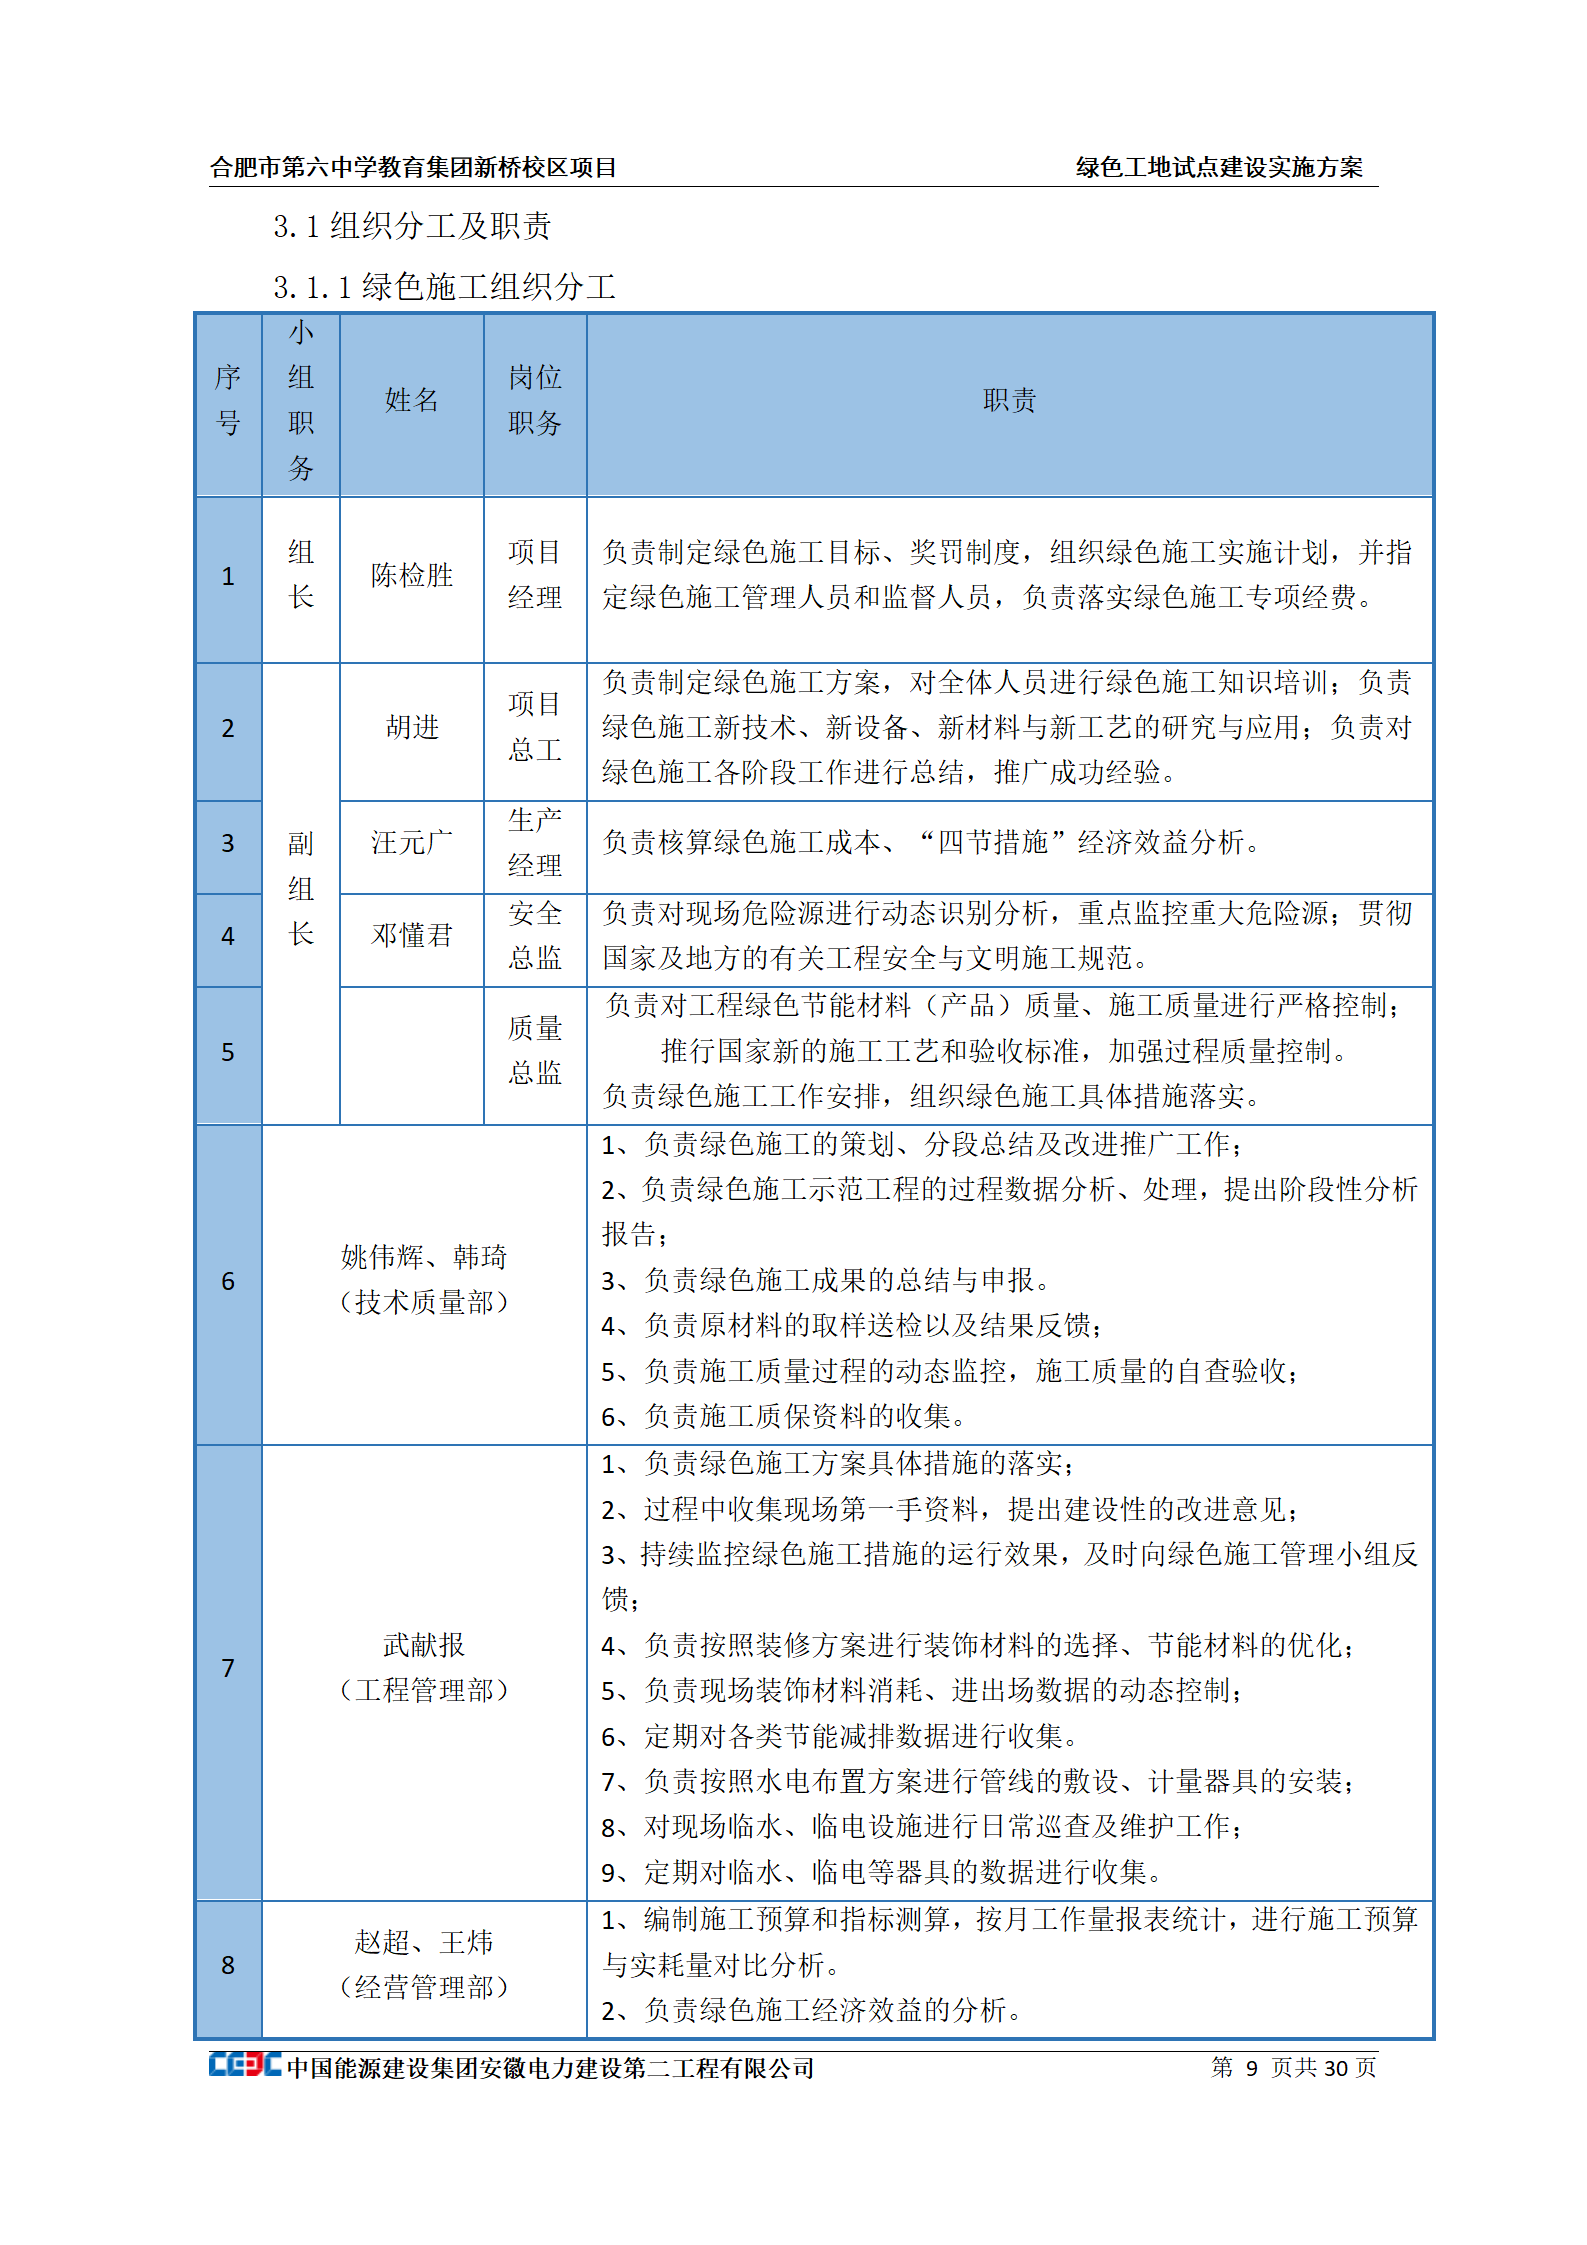 合肥市第六中学教育集团新桥校区项目 绿色工地试点建设实施方案
3.1 组织分工及职责
3.1.1 绿色施工组织分工
序号 小组职务 姓名 岗位职务 职责
1 组长 陈检胜 项目经理
负责制定绿色施工目标、奖罚制度，组织绿色施工实施计划，并指
定绿色施工管理人员和监督人员，负责落实绿色施工专项经费。
副组长
2 胡进 项目总工
负责制定绿色施工方案，对全体人员进行绿色施工知识培训；负责
绿色施工新技术、新设备、新材料与新工艺的研究与应用；负责对
绿色施工各阶段工作进行总结，推广成功经验。
3 汪元广 生产经理
负责核算绿色施工成本、“四节措施”经济效益分析。
4 邓懂君 安全总监
负责对现场危险源进行动态识别分析，重点监控重大危险源；贯彻
国家及地方的有关工程安全与文明施工规范。
5 质量总监
负责对工程绿色节能材料（产品）质量、施工质量进行严格控制；
推行国家新的施工工艺和验收标准，加强过程质量控制。
负责绿色施工工作安排，组织绿色施工具体措施落实。
6 姚伟辉、韩琦
（技术质量部）
1、负责绿色施工的策划、分段总结及改进推广工作；
2、负责绿色施工示范工程的过程数据分析、处理，提出阶段性分析
报告；
3、负责绿色施工成果的总结与申报。
4、负责原材料的取样送检以及结果反馈；
5、负责施工质量过程的动态监控，施工质量的自查验收；
6、负责施工质保资料的收集。
7 武献报
（工程管理部）
1、负责绿色施工方案具体措施的落实；
2、过程中收集现场第一手资料，提出建设性的改进意见；
3、持续监控绿色施工措施的运行效果，及时向绿色施工管理小组反
馈；
4、负责按照装修方案进行装饰材料的选择、节能材料的优化；
5、负责现场装饰材料消耗、进出场数据的动态控制；
6、定期对各类节能减排数据进行收集。
7、负责按照水电布置方案进行管线的敷设、计量器具的安装；
8、对现场临水、临电设施进行日常巡查及维护工作；
9、定期对临水、临电等器具的数据进行收集。
8 赵超、王炜
（经营管理部）
1、编制施工预算和指标测算，按月工作量报表统计，进行施工预算
与实耗量对比分析。
2、负责绿色施工经济效益的分析。
CEEC 中国能源建设集团安徽电力建设第二工程有限公司 第 9 页共 30 页